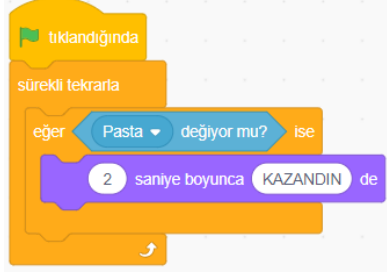 tıklandığında
sürekli tekrarla
eğer Pasta değiyor mu? ise
2 saniye boyunca KAZANDIN de